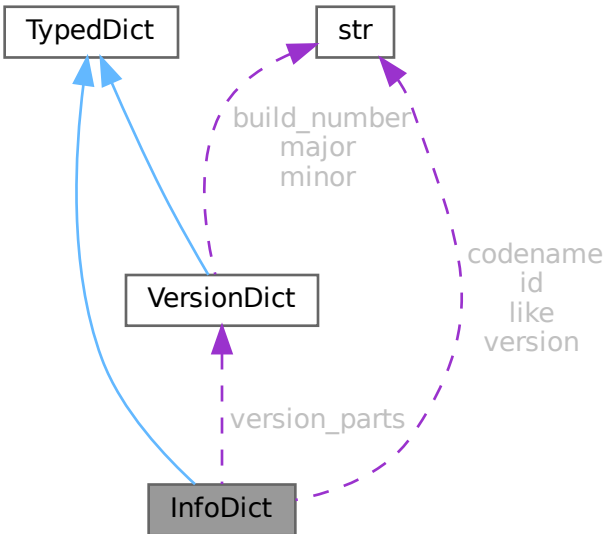 TypedDict
str
build_number
major
minor
codename
id
like
version
VersionDict
version_parts
InfoDict